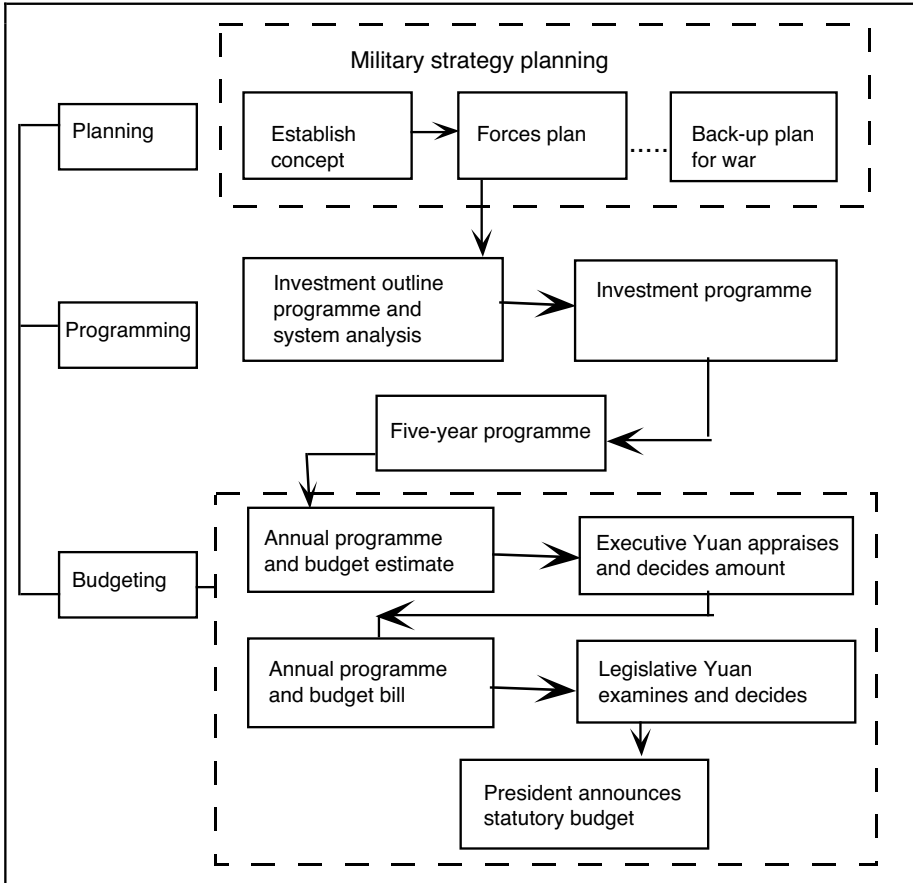 Military strategy planning
Planning
Establish
concept
Forces plan
.....
Back-up plan
for war
Programming
Investment outline
programme and
system analysis
Investment programme
Five-year programme
Budgeting
Annual programme
and budget estimate
Executive Yuan appraises
and decides amount
Annual programme
and budget bill
Legislative Yuan
examines and decides
President announces
statutory budget